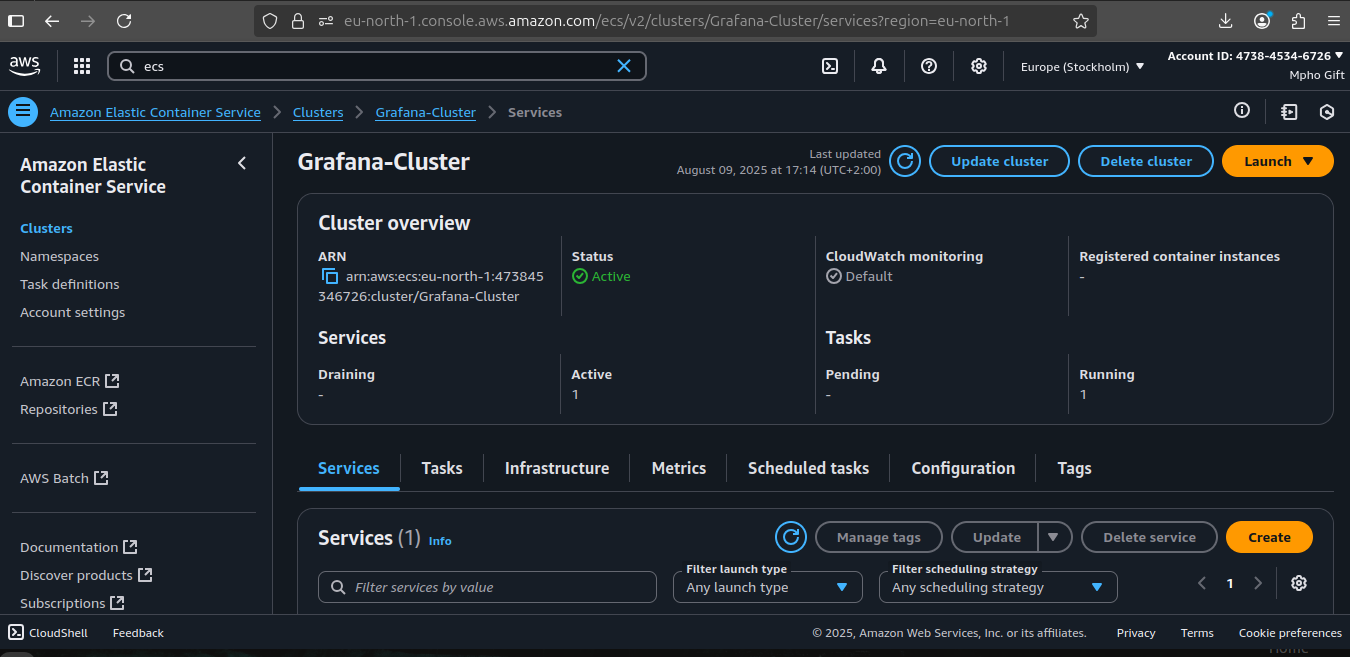 eu-north-1.console.aws.amazon.com/ecs/v2/clusters/Grafana-Cluster/services?region=eu-north-1
aws
ecs
Europe (Stockholm)
Account ID: 4738-4534-6726
Mpho Gift
Amazon Elastic Container Service
Clusters
Grafana-Cluster
Services
Amazon Elastic
Container Service
Clusters
Namespaces
Task definitions
Account settings
Amazon ECR
Repositories
AWS Batch
Documentation
Discover products
Subscriptions
Grafana-Cluster
Last updated
August 09, 2025 at 17:14 (UTC+2:00)
Update cluster
Delete cluster
Launch
Cluster overview
ARN
arn:aws:ecs:eu-north-1:473845
346726:cluster/Grafana-Cluster
Status
Active
CloudWatch monitoring
Default
Registered container instances
-
Services
Tasks
Draining
-
Active
1
Pending
-
Running
1
Services
Tasks
Infrastructure
Metrics
Scheduled tasks
Configuration
Tags
Services (1) Info
Manage tags
Update
Delete service
Create
Filter services by value
Filter launch type
Any launch type
Filter scheduling strategy
Any scheduling strategy
1
CloudShell
Feedback
© 2025, Amazon Web Services, Inc. or its affiliates.
Privacy
Terms
Cookie preferences
Home